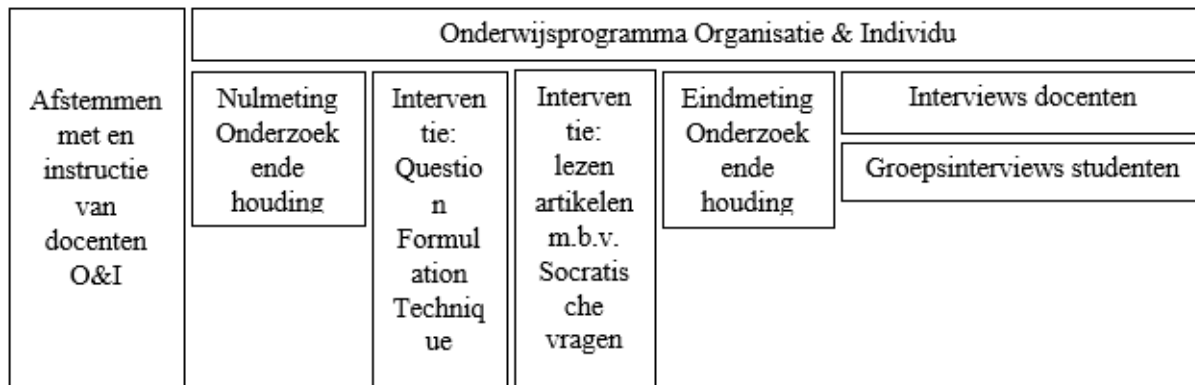 Onderwijsprogramma Organisatie & Individu
Afstemmen
met en
instructie
van
docenten
O&I
Nulmeting
Onderzoek
ende
houding
Interven
tie:
Questio
n
Formul
ation
Techniq
ue
Interven
tie:
lezen
artikelen
m.b.v.
Socratis
che
vragen
Eindmeting
Onderzoek
ende
houding
Interviews docenten
Groepsinterviews studenten